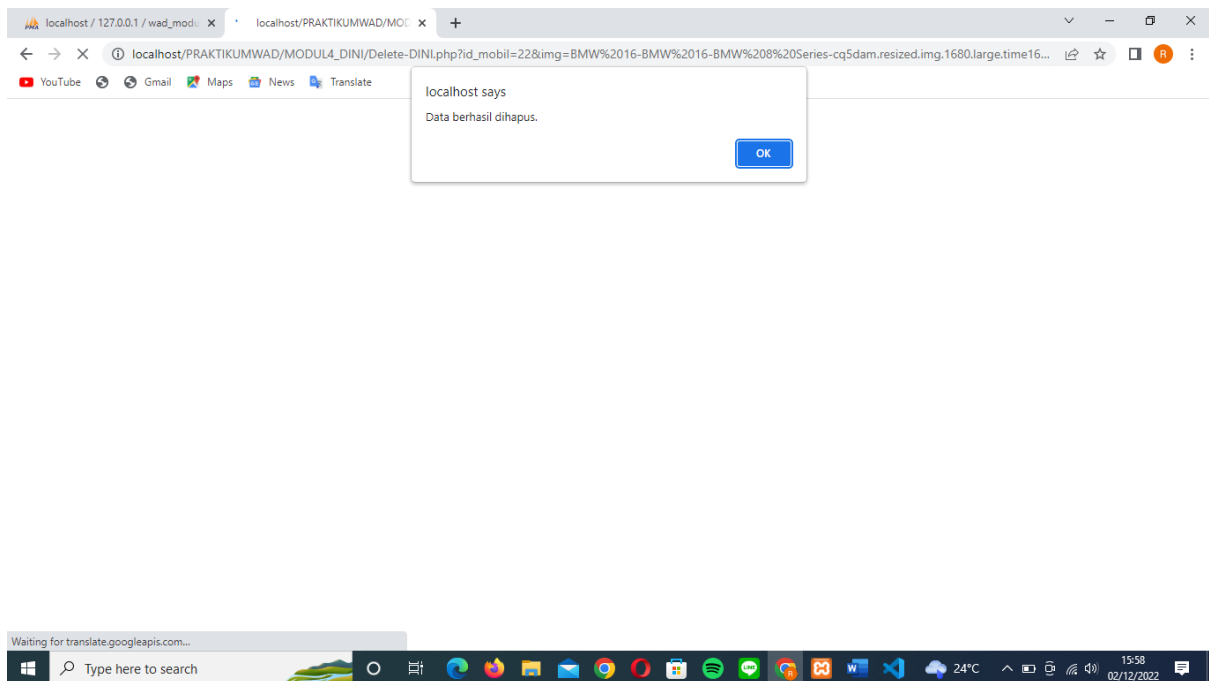 localhost / 127.0.0.1 / wad_modu
localhost/PRAKTIKUMWAD/MOD
localhost/PRAKTIKUMWAD/MODUL4_DINI/Delete-DINI.php?id_mobil=22&img=BMW%2016-BMW%2016-BMW%208%20Series-cq5dam.resized.img.1680.large.time16...
R
YouTube
Gmail
Maps
News
Translate
localhost says
Data berhasil dihapus.
OK
Waiting for translate.googleapis.com...
Type here to search
24°C
15:58
02/12/2022